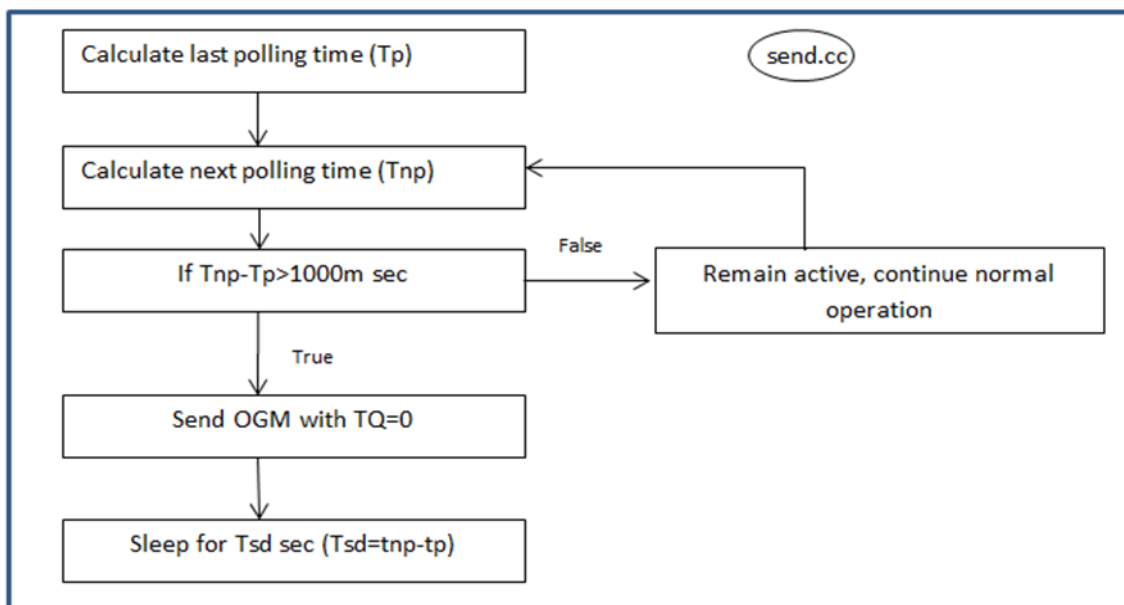 Calculate last polling time (Tp)
send.cc
Calculate next polling time (Tnp)
If Tnp-Tp>1000m sec
False
Remain active, continue normal
operation
True
Send OGM with TQ=0
Sleep for Tsd sec (Tsd=tnp-tp)